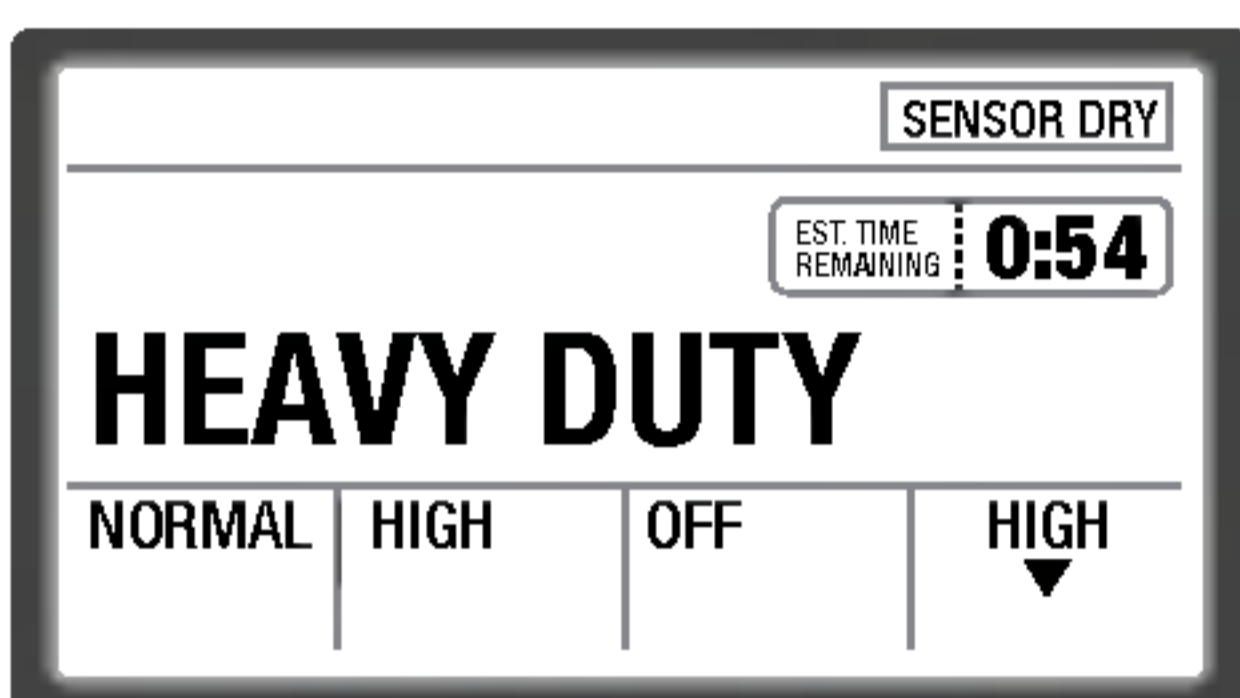 SENSOR DRY
EST. TIME
REMAINING
0:54
HEAVY DUTY
NORMAL
HIGH
OFF
HIGH